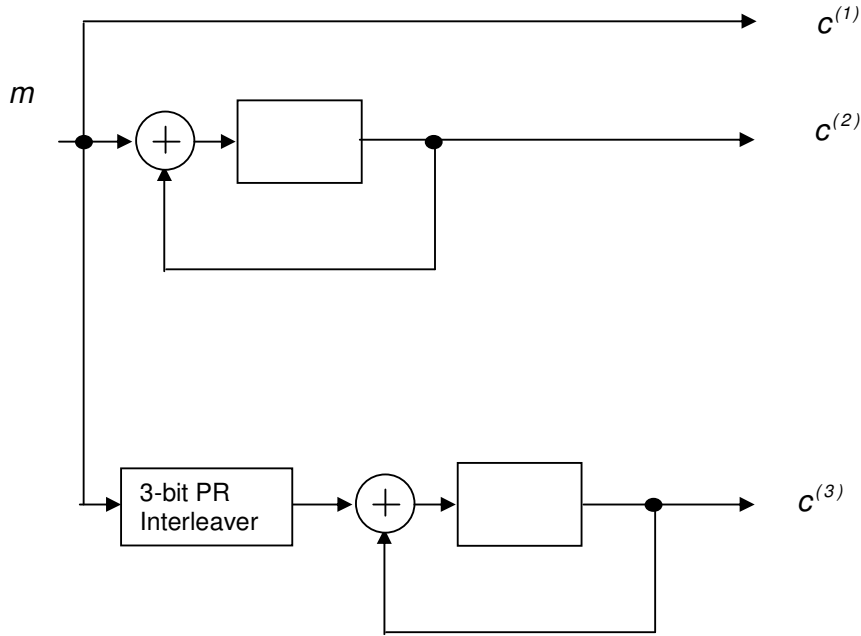 c^(1)
m
+
c^(2)
3-bit PR
Interleaver
+
c^(3)